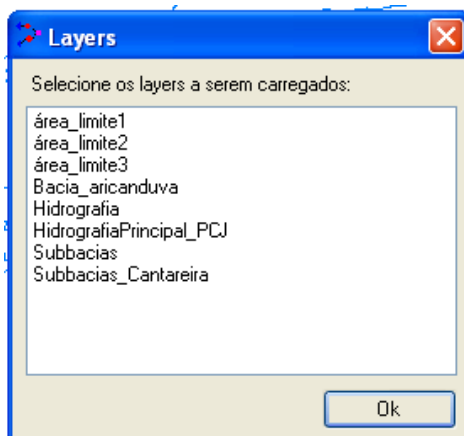 Layers
Selecione os layers a serem carregados:
área_limite1
área_limite2
área_limite3
Bacia_aricanduva
Hidrografia
HidrografiaPrincipal_PCJ
Subbacias
Subbacias_Cantareira
Ok